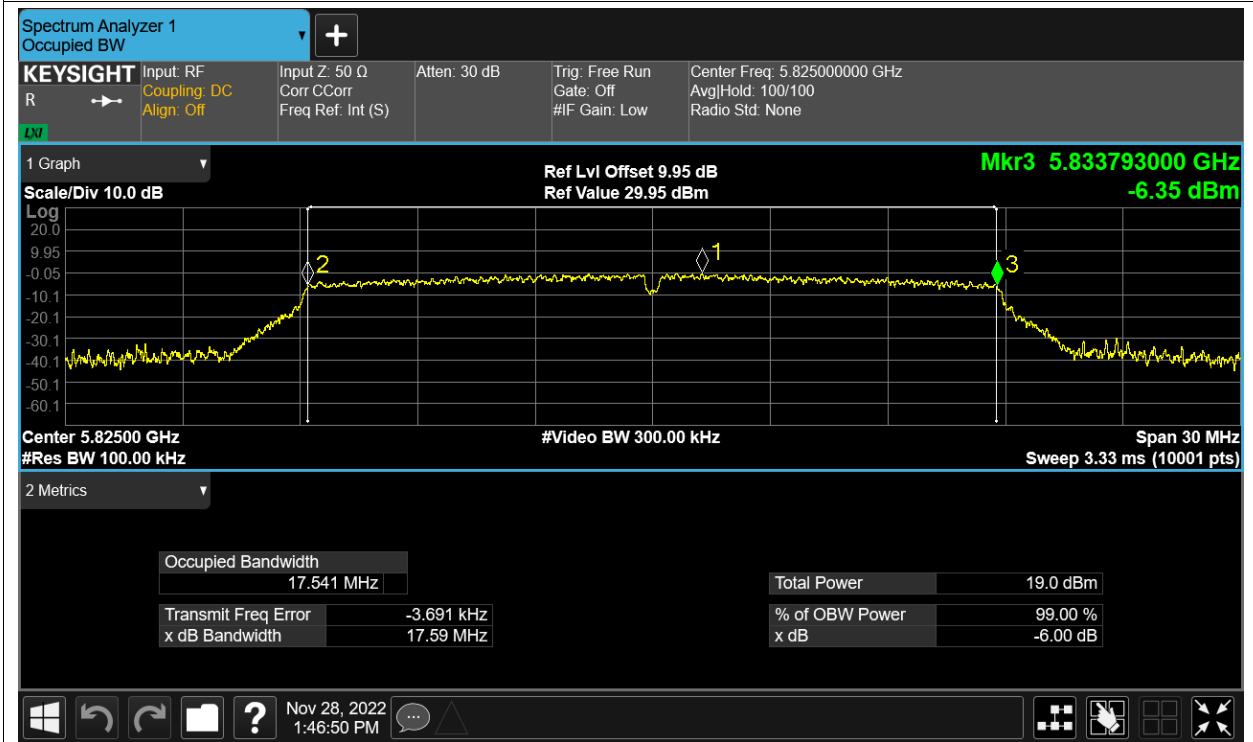 Spectrum Analyzer 1
Occupied BW
KEYSIGHT
R
LXI
Input: RF
Coupling: DC
Align: Off
Input Z: 50 Ω
Corr CCorr
Freq Ref: Int (S)
Atten: 30 dB
Trig: Free Run
Gate: Off
#IF Gain: Low
Center Freq: 5.825000000 GHz
Avg|Hold: 100/100
Radio Std: None
1 Graph
Scale/Div 10.0 dB
Ref Lvl Offset 9.95 dB
Ref Value 29.95 dBm
Mkr3 5.833793000 GHz
-6.35 dBm
Log
20.0
9.95
-0.05
-10.1
-20.1
-30.1
-40.1
-50.1
-60.1
2
1
3
Center 5.82500 GHz
#Video BW 300.00 kHz
Span 30 MHz
#Res BW 100.00 kHz
Sweep 3.33 ms (10001 pts)
2 Metrics
Occupied Bandwidth
17.541 MHz
Transmit Freq Error -3.691 kHz
x dB Bandwidth 17.59 MHz
Total Power 19.0 dBm
% of OBW Power 99.00 %
x dB -6.00 dB
?
Nov 28, 2022
1:46:50 PM